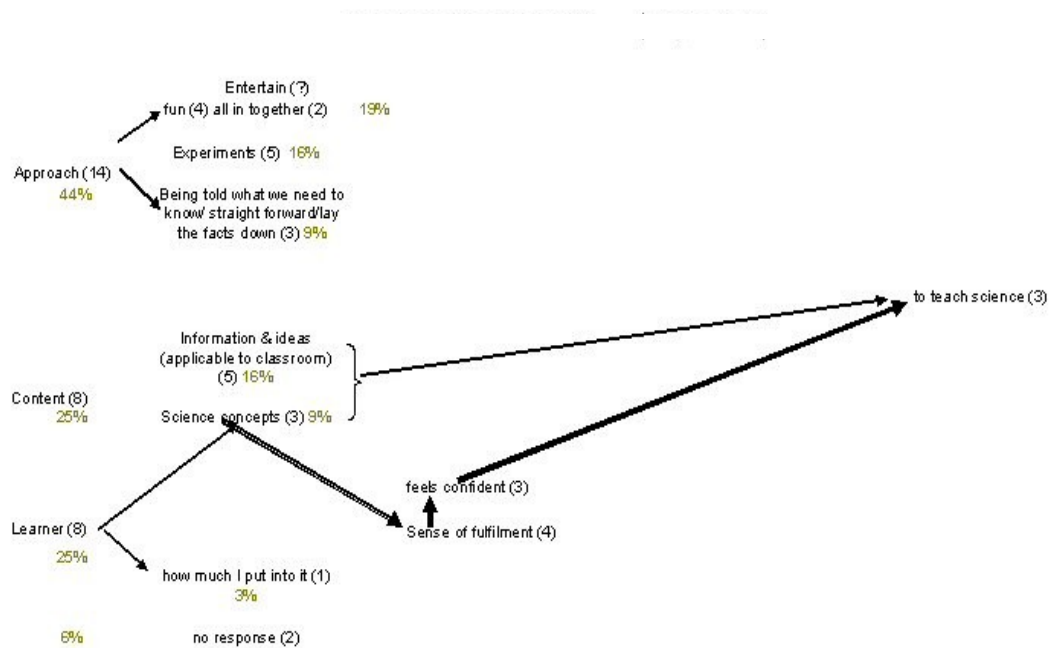 Entertain (?)
fun (4) all in together (2) 19%
Experiments (5) 16%
Approach (14)
44%
Being told what we need to
know/ straight forward/lay
the facts down (3) 9%
to teach science (3)
Information & ideas
(applicable to classroom)
(5) 16%
Content (8)
25%
Science concepts (3) 9%
feels confident (3)
Sense of fulfilment (4)
Learner (8)
25%
how much I put into it (1)
3%
6% no response (2)